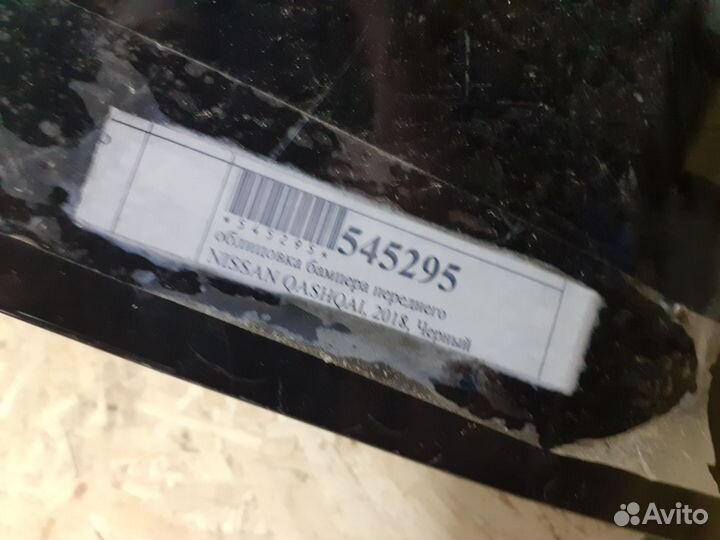 *545295*
545295
облицовка бампера переднего
NISSAN QASHQAI, 2018, Черный
Avito